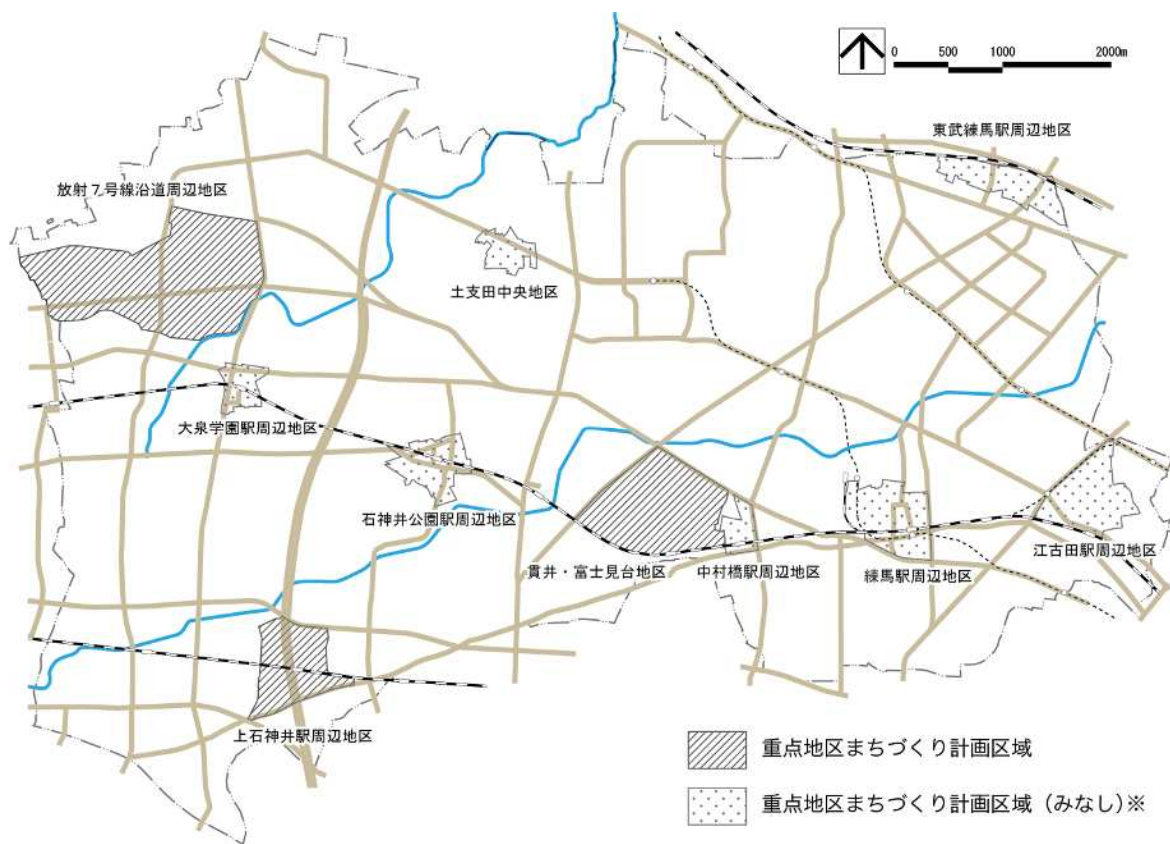 0 500 1000 2000m
東武練馬駅周辺地区
放射7号線沿道周辺地区
土支田中央地区
大泉学園駅周辺地区
石神井公園駅周辺地区
貫井・富士見台地区
中村橋駅周辺地区
練馬駅周辺地区
江古田駅周辺地区
上石神井駅周辺地区
重点地区まちづくり計画区域
重点地区まちづくり計画区域（みなし）※